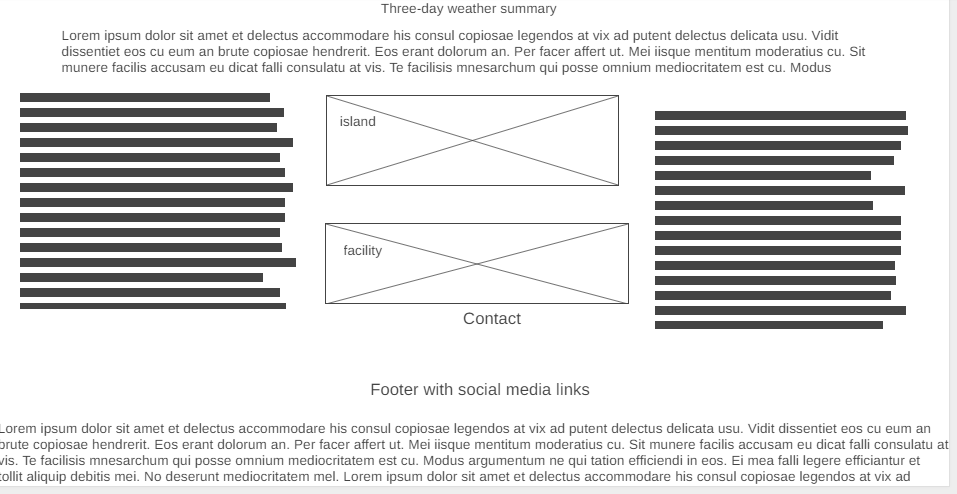 Three-day weather summary
Lorem ipsum dolor sit amet et delectus accommodare his consul copiosae legendos at vix ad putent delectus delicata usu. Vidit
dissentiet eos cu eum an brute copiosae hendrerit. Eos erant dolorum an. Per facer affert ut. Mei iisque mentitum moderatius cu. Sit
munere facilis accusam eu dicat falli consulatu at vis. Te facilisis mnesarchum qui posse omnium mediocritatem est cu. Modus
island
facility
Contact
Footer with social media links
Lorem ipsum dolor sit amet et delectus accommodare his consul copiosae legendos at vix ad putent delectus delicata usu. Vidit dissentiet eos cu eum an
brute copiosae hendrerit. Eos erant dolorum an. Per facer affert ut. Mei iisque mentitum moderatius cu. Sit munere facilis accusam eu dicat falli consulatu at
vis. Te facilisis mnesarchum qui posse omnium mediocritatem est cu. Modus argumentum ne qui tation efficiendi in eos. Ei mea falli legere efficiantur et
tollit aliquip debitis mei. No deserunt mediocritatem mel. Lorem ipsum dolor sit amet et delectus accommodare his consul copiosae legendos at vix ad